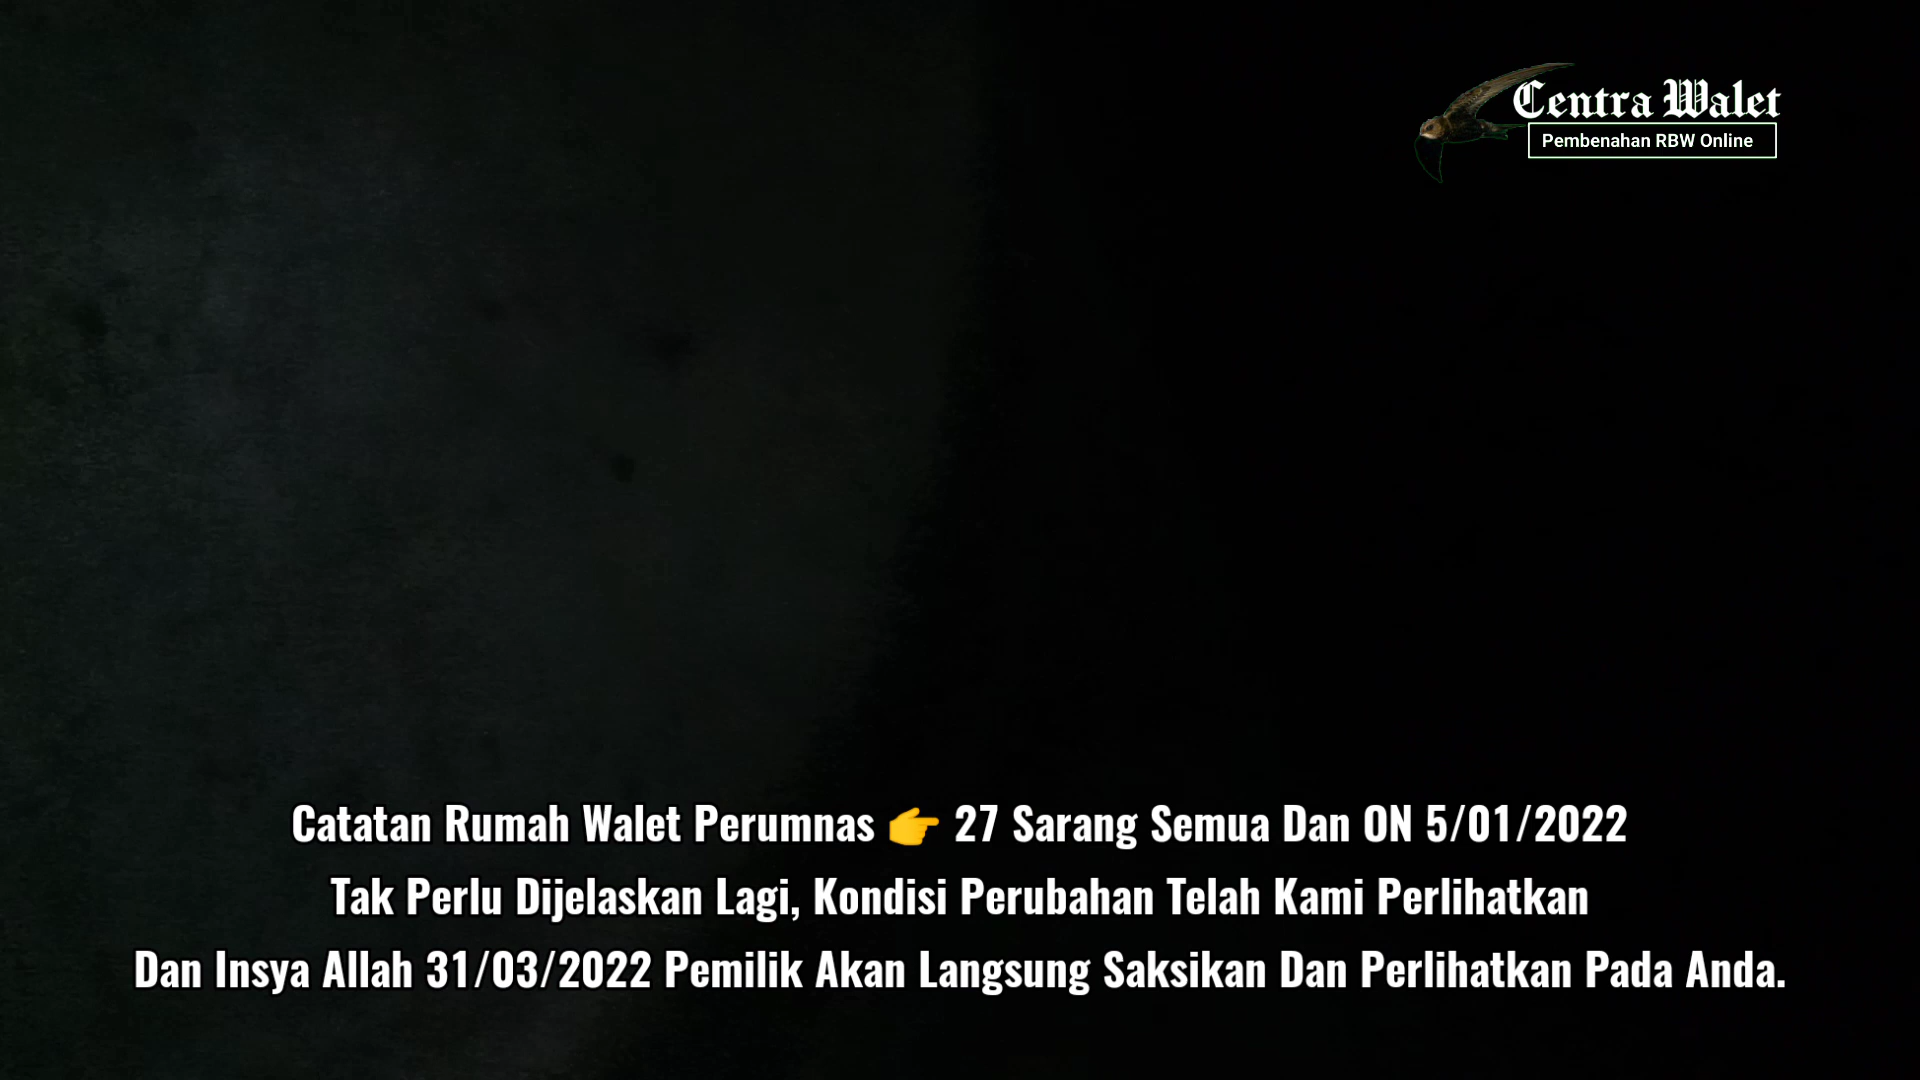 Centra Walet
Pembenahan RBW Online
Catatan Rumah Walet Perumnas 👉 27 Sarang Semua Dan ON 5/01/2022
Tak Perlu Dijelaskan Lagi, Kondisi Perubahan Telah Kami Perlihatkan
Dan Insya Allah 31/03/2022 Pemilik Akan Langsung Saksikan Dan Perlihatkan Pada Anda.